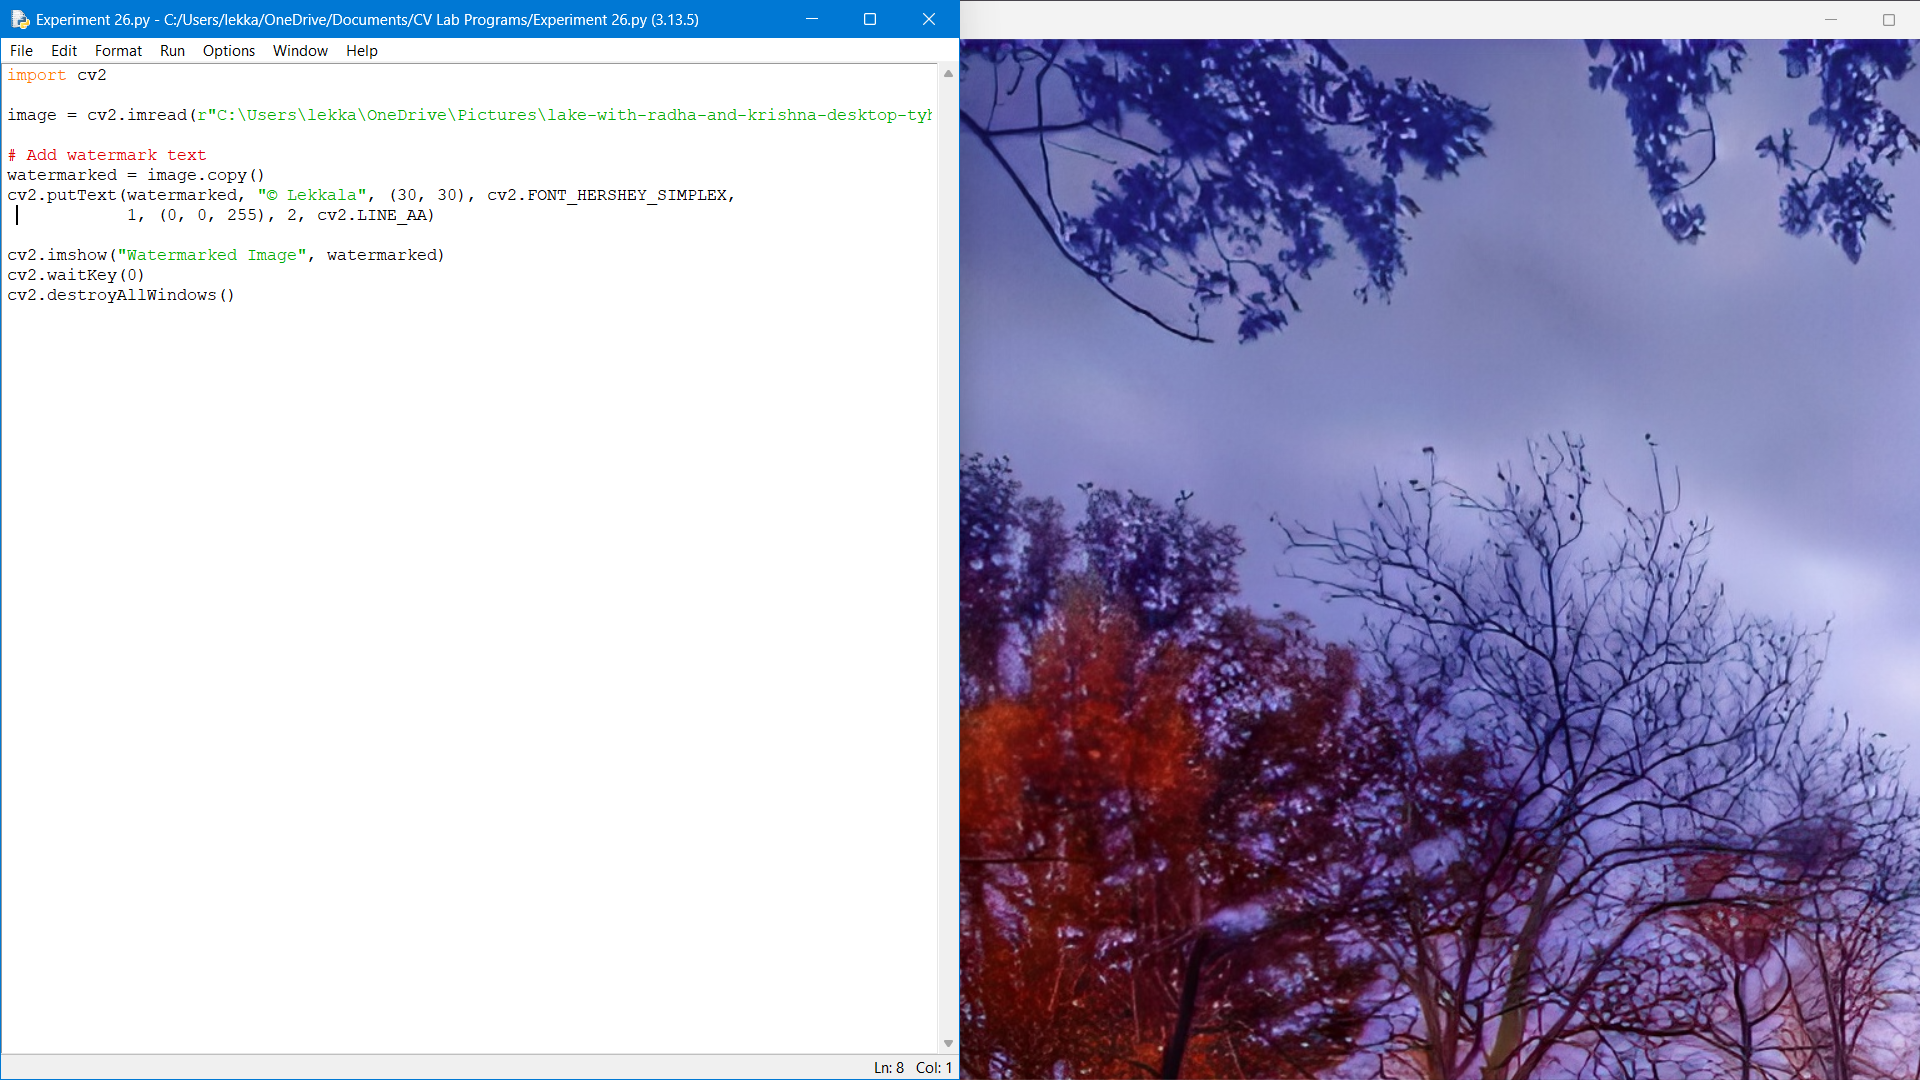 Experiment 26.py - C:/Users/lekka/OneDrive/Documents/CV Lab Programs/Experiment 26.py (3.13.5)
File Edit Format Run Options Window Help
import cv2
image = cv2.imread(r"C:\Users\lekka\OneDrive\Pictures\lake-with-radha-and-krishna-desktop-tyh
# Add watermark text
watermarked = image.copy()
cv2.putText(watermarked, "© Lekkala", (30, 30), cv2.FONT_HERSHEY_SIMPLEX,
1, (0, 0, 255), 2, cv2.LINE_AA)
cv2.imshow("Watermarked Image", watermarked)
cv2.waitKey(0)
cv2.destroyAllWindows()
Ln: 8 Col: 1